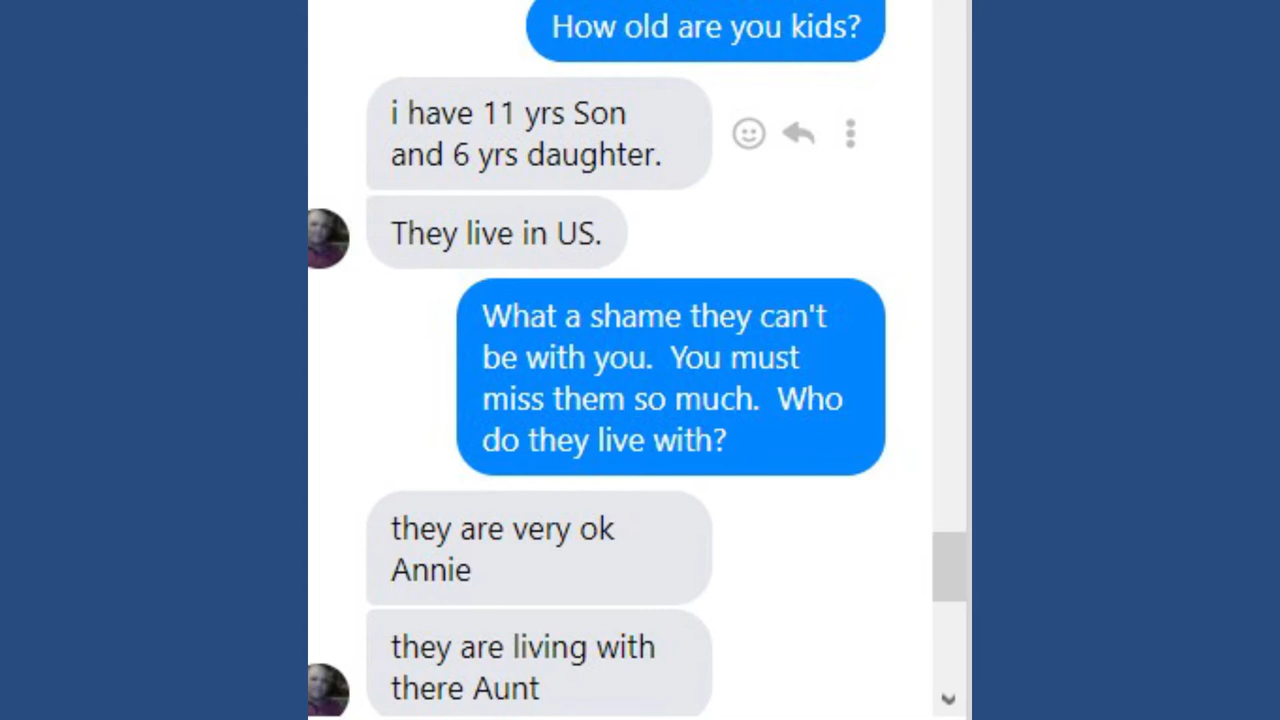 How old are you kids?
i have 11 yrs Son
and 6 yrs daughter.
They live in US.
What a shame they can't
be with you.  You must
miss them so much.  Who
do they live with?
they are very ok
Annie
they are living with
there Aunt